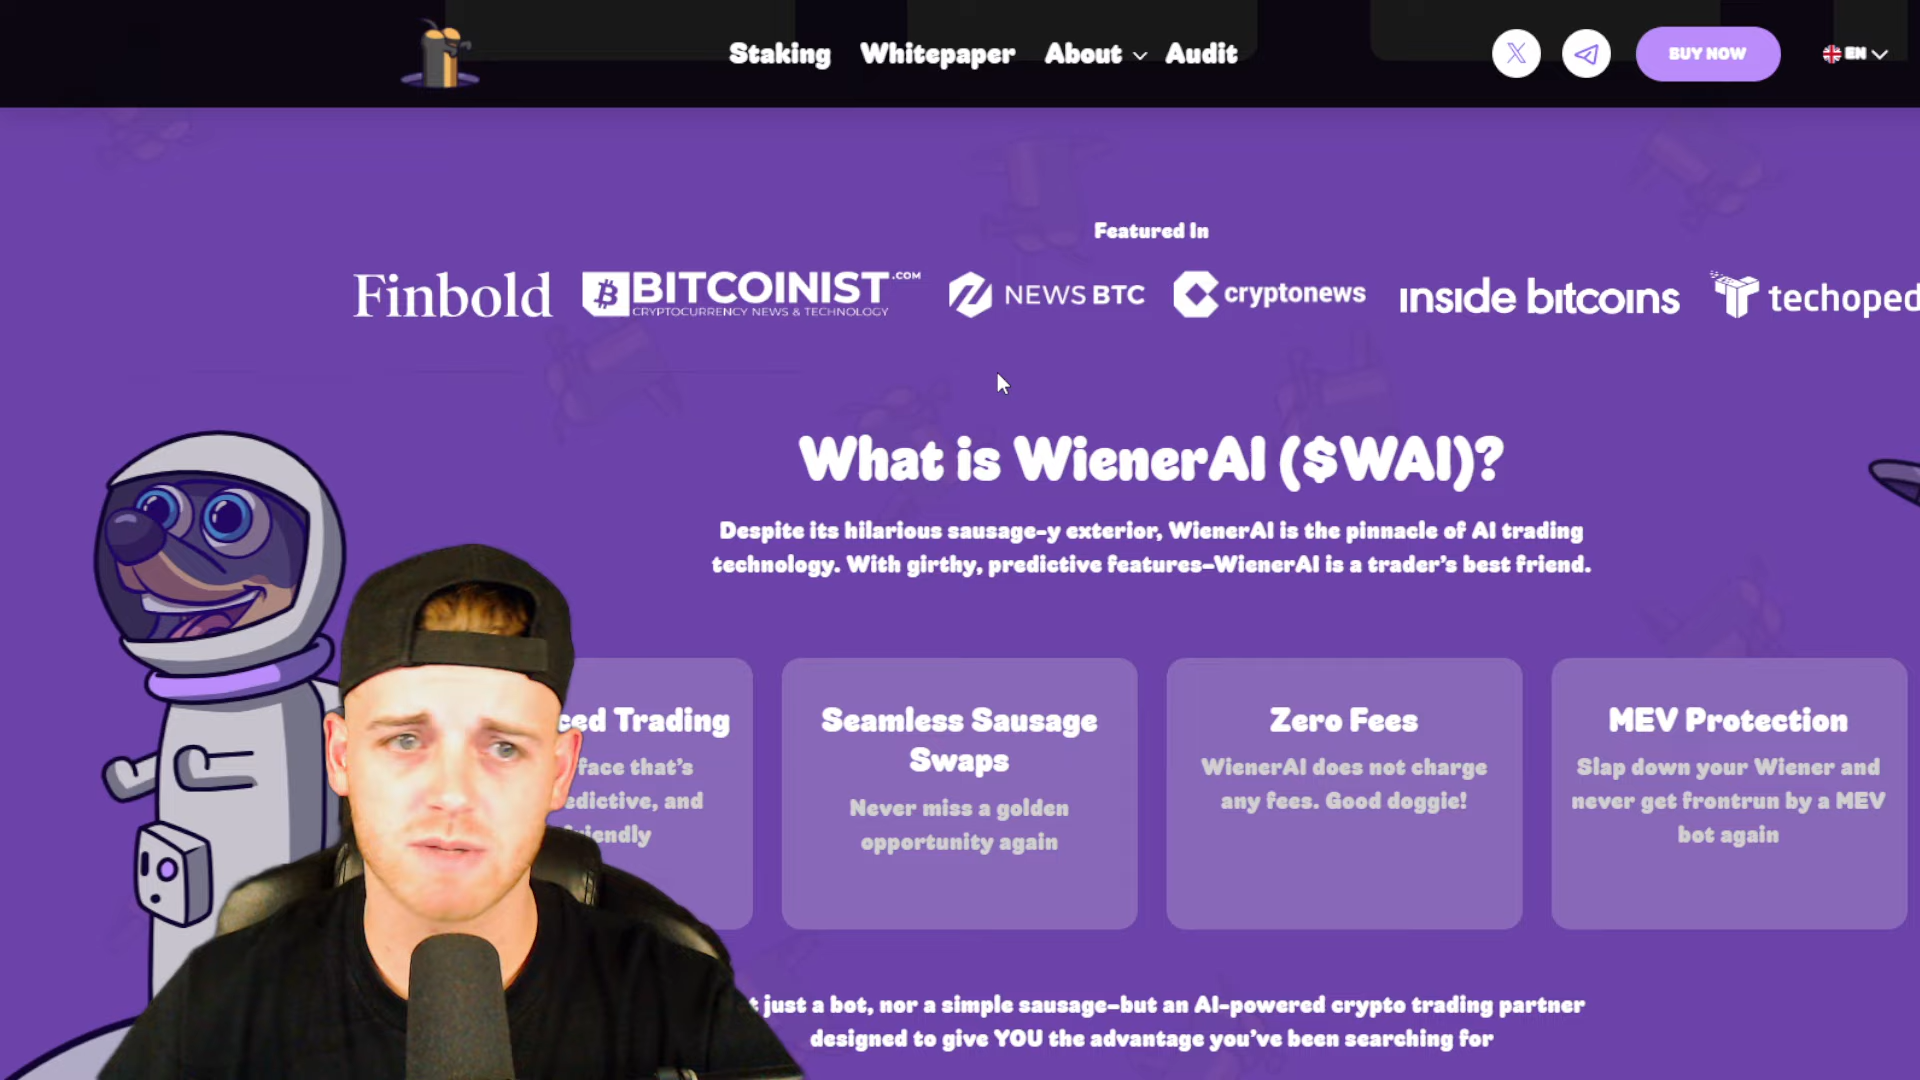 Staking Whitepaper About Audit
BUY NOW
EN
Featured In
Finbold
BITCOINIST.COM
CRYPTOCURRENCY NEWS & TECHNOLOGY
NEWS BTC
cryptonews
inside bitcoins
What is WienerAI ($WAI)?
Despite its hilarious sausage-y exterior, WienerAI is the pinnacle of AI trading
technology. With girthy, predictive features–WienerAI is a trader's best friend.
Trading
that's
and
Seamless Sausage
Swaps
Never miss a golden
opportunity again
Zero Fees
WienerAI does not charge
any fees. Good doggie!
MEV Protection
Slap down your Wiener and
never get frontrun by a MEV
bot again
just a bot, nor a simple sausage–but an AI-powered crypto trading partner
designed to give YOU the advantage you've been searching for